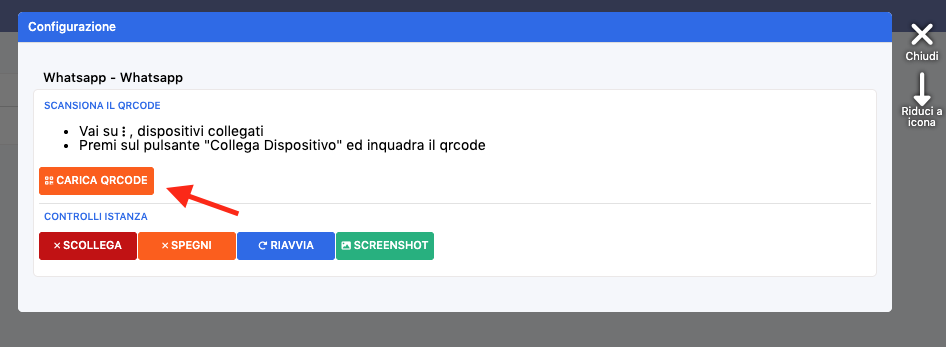 Configurazione
Chiudi
Riduci a
icona
Whatsapp - Whatsapp
SCANSIONA IL QRCODE
• Vai su ⋮ , dispositivi collegati
• Premi sul pulsante "Collega Dispositivo" ed inquadra il qrcode
CARICA QRCODE
CONTROLLI ISTANZA
× SCOLLEGA × SPEGNI RIAVVIA SCREENSHOT